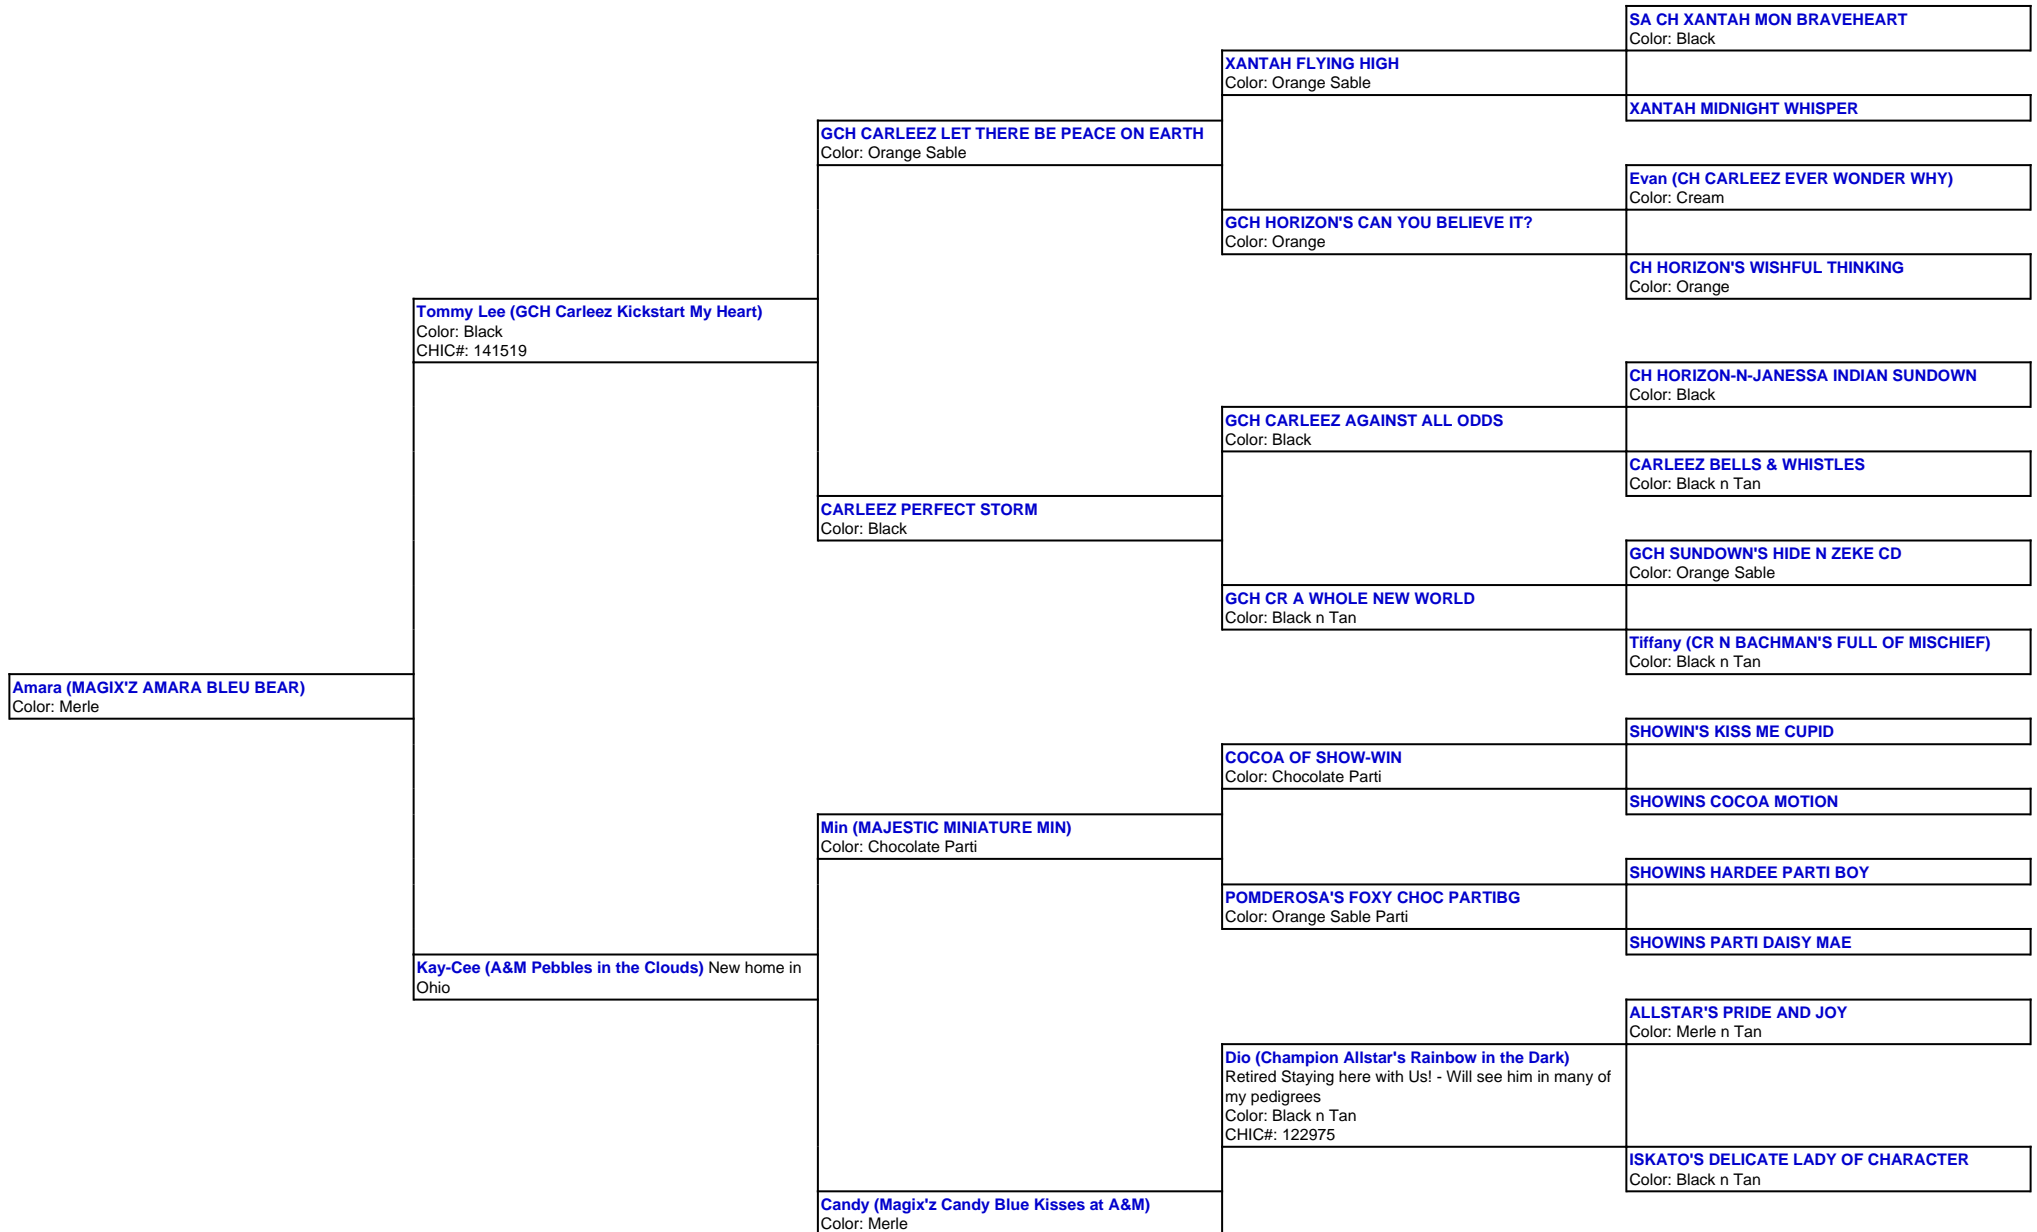 SA CH XANTAH MON BRAVEHEART
Color: Black
XANTAH FLYING HIGH
Color: Orange Sable
XANTAH MIDNIGHT WHISPER
GCH CARLEEZ LET THERE BE PEACE ON EARTH
Color: Orange Sable
Evan (CH CARLEEZ EVER WONDER WHY)
Color: Cream
GCH HORIZON'S CAN YOU BELIEVE IT?
Color: Orange
CH HORIZON'S WISHFUL THINKING
Color: Orange
Tommy Lee (GCH Carleez Kickstart My Heart)
Color: Black
CHIC#: 141519
CH HORIZON-N-JANESSA INDIAN SUNDOWN
Color: Black
GCH CARLEEZ AGAINST ALL ODDS
Color: Black
CARLEEZ BELLS & WHISTLES
Color: Black n Tan
CARLEEZ PERFECT STORM
Color: Black
GCH SUNDOWN'S HIDE N ZEKE CD
Color: Orange Sable
GCH CR A WHOLE NEW WORLD
Color: Black n Tan
Tiffany (CR N BACHMAN'S FULL OF MISCHIEF)
Color: Black n Tan
Amara (MAGIX'Z AMARA BLEU BEAR)
Color: Merle
SHOWIN'S KISS ME CUPID
COCOA OF SHOW-WIN
Color: Chocolate Parti
SHOWINS COCOA MOTION
Min (MAJESTIC MINIATURE MIN)
Color: Chocolate Parti
SHOWINS HARDEE PARTI BOY
POMDEROSA'S FOXY CHOC PARTIBG
Color: Orange Sable Parti
SHOWINS PARTI DAISY MAE
Kay-Cee (A&M Pebbles in the Clouds) New home in
Ohio
ALLSTAR'S PRIDE AND JOY
Color: Merle n Tan
Dio (Champion Allstar's Rainbow in the Dark)
Retired Staying here with Us! - Will see him in many of
my pedigrees
Color: Black n Tan
CHIC#: 122975
ISKATO'S DELICATE LADY OF CHARACTER
Color: Black n Tan
Candy (Magix'z Candy Blue Kisses at A&M)
Color: Merle